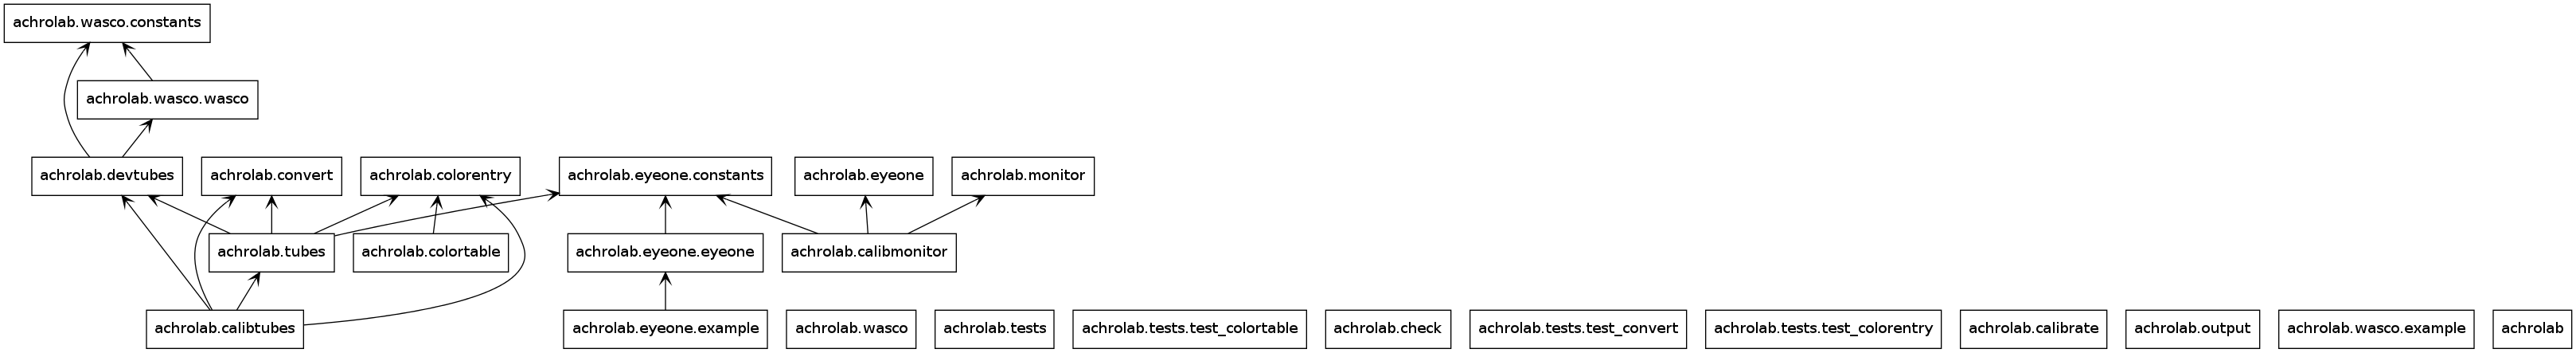 achrolab.wasco.constants
achrolab.wasco.wasco
achrolab.devtubes
achrolab.convert
achrolab.colorentry
achrolab.eyeone.constants
achrolab.eyeone
achrolab.monitor
achrolab.tubes
achrolab.colortable
achrolab.eyeone.eyeone
achrolab.calibmonitor
achrolab.calibtubes
achrolab.eyeone.example
achrolab.wasco
achrolab.tests
achrolab.tests.test_colortable
achrolab.check
achrolab.tests.test_convert
achrolab.tests.test_colorentry
achrolab.calibrate
achrolab.output
achrolab.wasco.example
achrolab